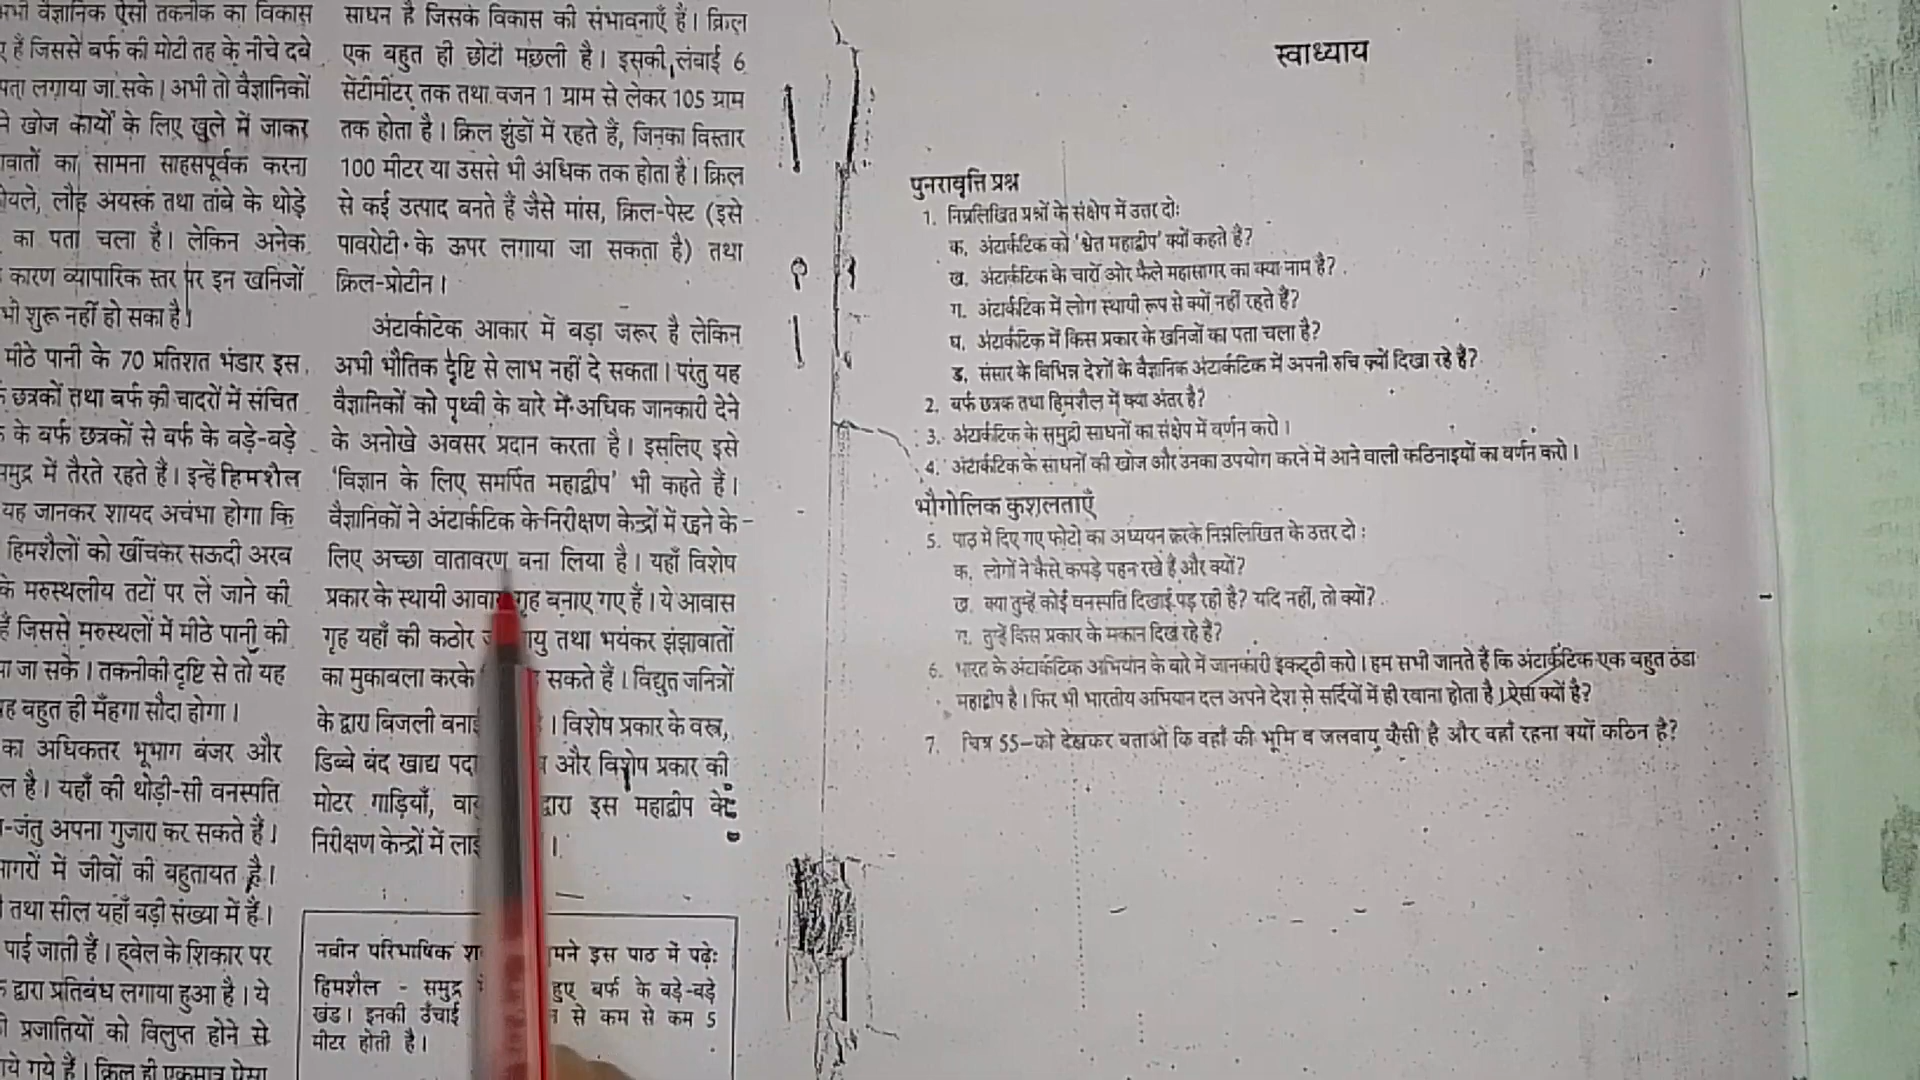 वैज्ञानिक ऐसी तकनीक का विकास
हैं जिससे बर्फ की मोटी तह के नीचे दबे
पता लगाया जा सके। अभी तो वैज्ञानिकों
खोज कार्यों के लिए खुले में जाकर
का सामना साहसपूर्वक करना
लौह अयस्क तथा तांबे के थोड़े
का पता चला है। लेकिन अनेक
कारण व्यापारिक स्तर पर इन खनिजों
भी शुरू नहीं हो सका है।
मीठे पानी के 70 प्रतिशत भंडार इस
छत्रकों तथा बर्फ की चादरों में संचित
के बर्फ छत्रकों से बर्फ के बड़े-बड़े
समुद्र में तैरते रहते हैं। इन्हें हिमशैल
यह जानकर शायद अचंभा होगा कि
हिमशैलों को खींचकर सऊदी अरब
के मरुस्थलीय तटों पर ले जाने की
हैं जिससे मरुस्थलों में मीठे पानी की
जा सके। तकनीकी दृष्टि से तो यह
बहुत ही मँहगा सौदा होगा।
का अधिकतर भूभाग बंजर और
है। यहाँ की थोड़ी-सी वनस्पति
-जंतु अपना गुजारा कर सकते हैं।
में जीवों की बहुतायत है।
तथा सील यहाँ बड़ी संख्या में हैं।
पाई जाती हैं। ह्वेल के शिकार पर
द्वारा प्रतिबंध लगाया हुआ है। ये
प्रजातियों को विलुप्त होने से
गये हैं। क्रिल ही एकमात्र ऐसा
साधन है जिसके विकास की संभावनाएँ हैं। क्रिल
एक बहुत ही छोटी मछली है। इसकी लंबाई 6
सेंटीमीटर तक तथा वजन 1 ग्राम से लेकर 105 ग्राम
तक होता है। क्रिल झुंडों में रहते हैं, जिनका विस्तार
100 मीटर या उससे भी अधिक तक होता है। क्रिल
से कई उत्पाद बनते हैं जैसे मांस, क्रिल-पेस्ट (इसे
पावरोटी के ऊपर लगाया जा सकता है) तथा
क्रिल-प्रोटीन।
अंटार्कटिक आकार में बड़ा जरूर है लेकिन
अभी भौतिक दृष्टि से लाभ नहीं दे सकता। परंतु यह
वैज्ञानिकों को पृथ्वी के बारे में अधिक जानकारी देने
के अनोखे अवसर प्रदान करता है। इसलिए इसे
'विज्ञान के लिए समर्पित महाद्वीप' भी कहते हैं।
वैज्ञानिकों ने अंटार्कटिक के निरीक्षण केन्द्रों में रहने के
लिए अच्छा वातावरण बना लिया है। यहाँ विशेष
प्रकार के स्थायी आवास गृह बनाए गए हैं। ये आवास
गृह यहाँ की कठोर तथा भयंकर झंझावातों
का मुकाबला करके सकते हैं। विद्युत जनित्रों
के द्वारा बिजली । विशेष प्रकार के वस्त्र,
डिब्बे बंद खाद्य और विशेष प्रकार की
मोटर गाड़ियाँ, द्वारा इस महाद्वीप के
निरीक्षण केन्द्रों में ।
नवीन परिभाषिक इस पाठ में पढ़े:
हिमशैल - समुद्र हुए बर्फ के बड़े-बड़े
खंड। इनकी ऊँचाई से कम से कम 5
मीटर होती है।
स्वाध्याय
पुनरावृत्ति प्रश्न
1. निम्नलिखित प्रश्नों के संक्षेप में उत्तर दो:
क. अंटार्कटिक को 'श्वेत महाद्वीप' क्यों कहते हैं?
ख. अंटार्कटिक के चारों ओर फैले महासागर का क्या नाम है?
ग. अंटार्कटिक में लोग स्थायी रूप से क्यों नहीं रहते हैं?
घ. अंटार्कटिक में किस प्रकार के खनिजों का पता चला है?
ड. संसार के विभिन्न देशों के वैज्ञानिक अंटार्कटिक में अपनी रुचि क्यों दिखा रहे हैं?
2. बर्फ छत्रक तथा हिमशैल में क्या अंतर है?
3. अंटार्कटिक के समुद्री साधनों का संक्षेप में वर्णन करो।
4. अंटार्कटिक के साधनों की खोज और उनका उपयोग करने में आने वाली कठिनाइयों का वर्णन करो।
भौगोलिक कुशलताएँ
5. पाठ में दिए गए फोटो का अध्ययन करके निम्नलिखित के उत्तर दो:
क. लोगों ने कैसे कपड़े पहन रखे हैं और क्यों?
ख. क्या तुम्हें कोई वनस्पति दिखाई पड़ रही है? यदि नहीं, तो क्यों?
ग. तुम्हें किस प्रकार के मकान दिख रहे हैं?
6. भारत के अंटार्कटिक अभियान के बारे में जानकारी इकट्ठी करो। हम सभी जानते हैं कि अंटार्कटिक एक बहुत ठंडा
महाद्वीप है। फिर भी भारतीय अभियान दल अपने देश से सर्दियों में ही रवाना होता है। ऐसा क्यों है?
7. चित्र 55-को देखकर बताओ कि वहाँ की भूमि व जलवायु कैसी है और वहाँ रहना क्यों कठिन है?